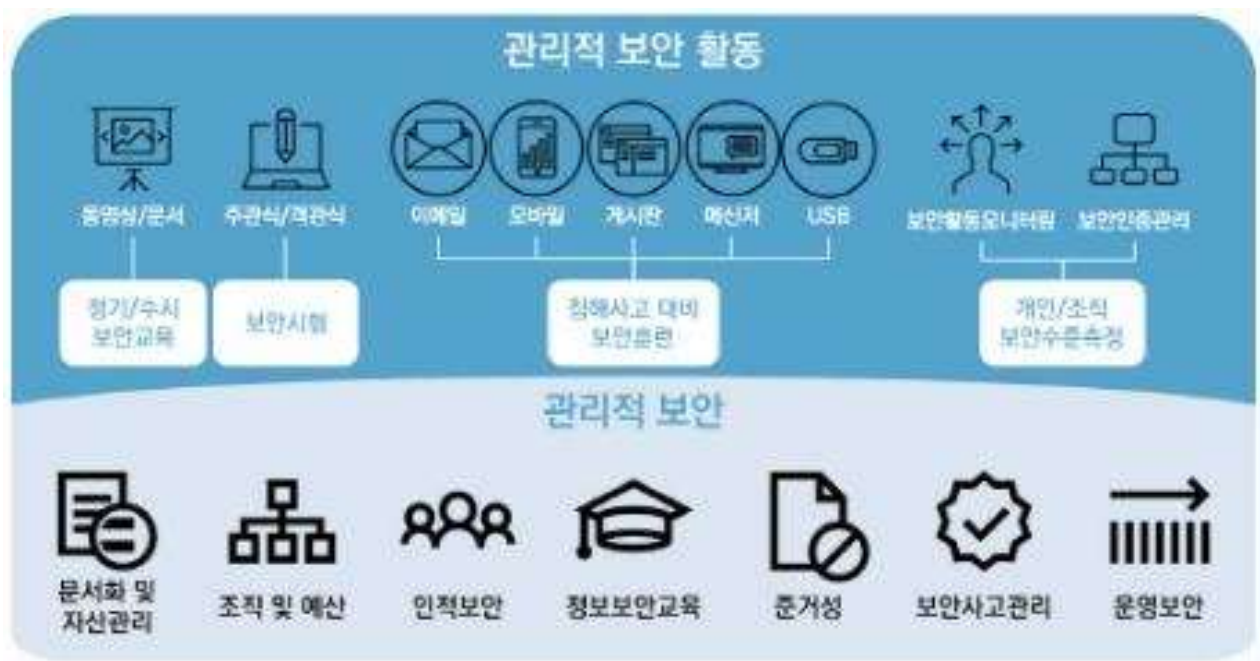 관리적 보안 활동
동영상/문서
주관식/객관식
이메일
모바일
게시판
메신저
USB
보안활동모니터링
보안인증관리
정기/수시
보안교육
보안시험
침해사고 대비
보안훈련
개인/조직
보안수준측정
관리적 보안
문서화 및
자산관리
조직 및 예산
인적보안
정보보안교육
준거성
보안사고관리
운영보안